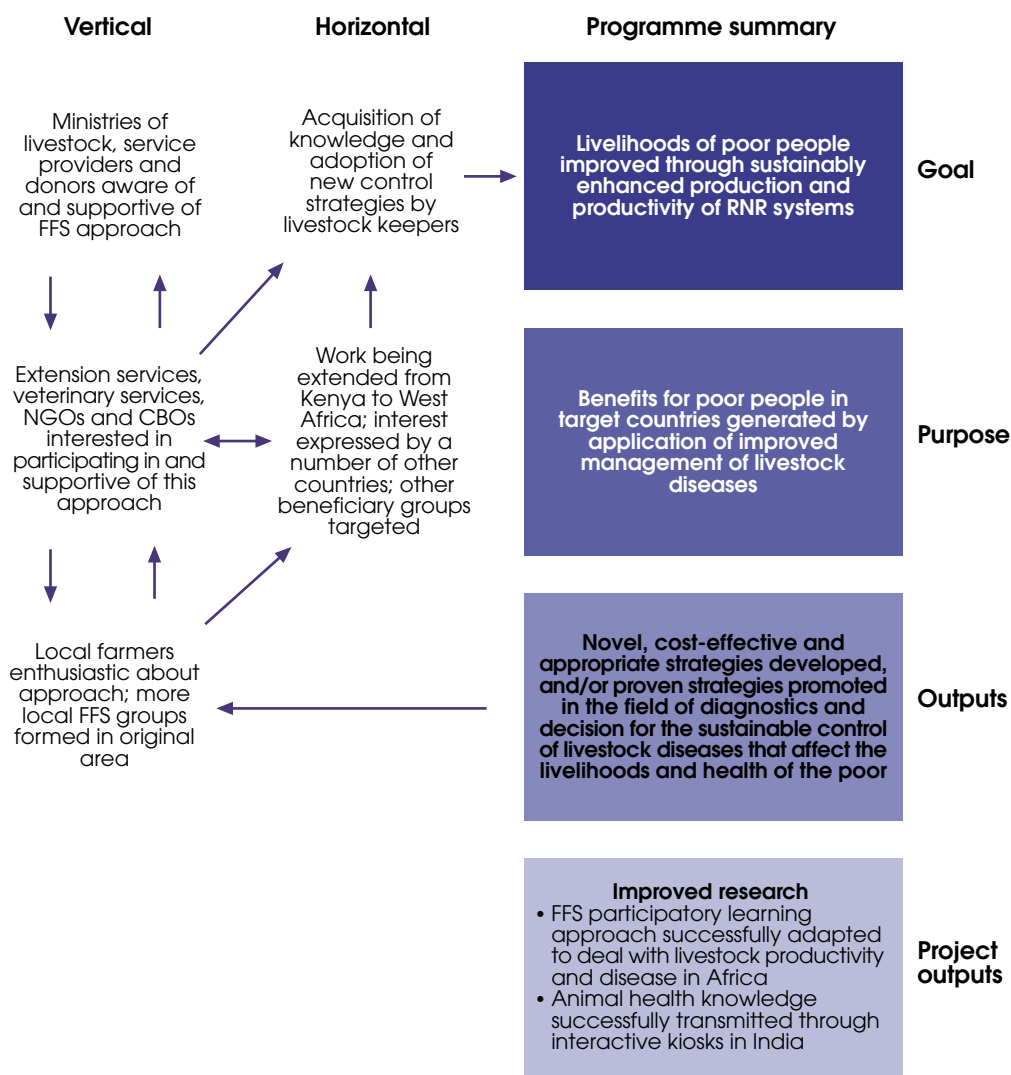 Vertical
Horizontal
Programme summary
Ministries of
livestock, service
providers and
donors aware of
and supportive of
FFS approach
Acquisition of
knowledge and
adoption of
new control
strategies by
livestock keepers
Livelihoods of poor people
improved through sustainably
enhanced production and
productivity of RNR systems
Goal
Extension services,
veterinary services,
NGOs and CBOs
interested in
participating in and
supportive of this
approach
Work being
extended from
Kenya to West
Africa; interest
expressed by a
number of other
countries; other
beneficiary groups
targeted
Benefits for poor people in
target countries generated by
application of improved
management of livestock
diseases
Purpose
Local farmers
enthusiastic about
approach; more
local FFS groups
formed in original
area
Novel, cost-effective and
appropriate strategies developed,
and/or proven strategies promoted
in the field of diagnostics and
decision for the sustainable control
of livestock diseases that affect the
livelihoods and health of the poor
Outputs
Improved research
• FFS participatory learning
approach successfully adapted
to deal with livestock productivity
and disease in Africa
• Animal health knowledge
successfully transmitted through
interactive kiosks in India
Project
outputs